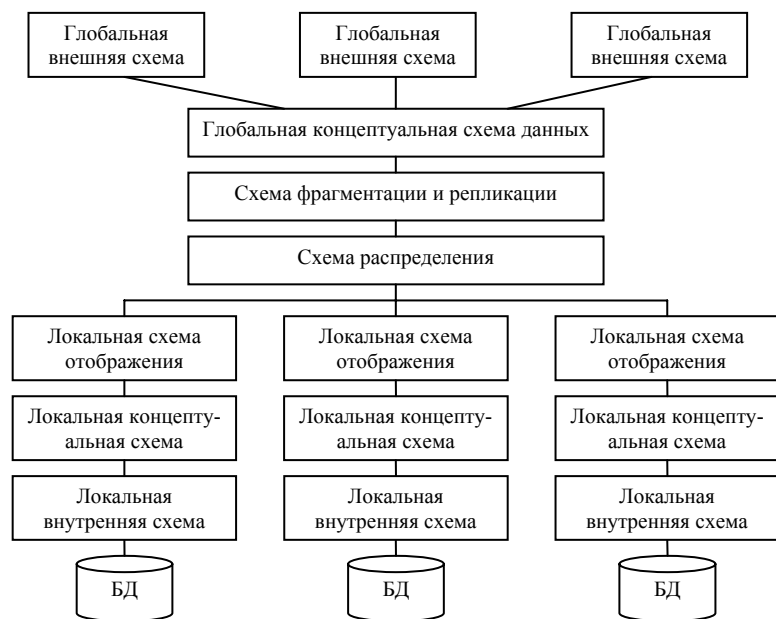 Глобальная
внешняя схема
Глобальная
внешняя схема
Глобальная
внешняя схема
Глобальная концептуальная схема данных
Схема фрагментации и репликации
Схема распределения
Локальная схема
отображения
Локальная схема
отображения
Локальная схема
отображения
Локальная концепту-
альная схема
Локальная концепту-
альная схема
Локальная концепту-
альная схема
Локальная
внутренняя схема
Локальная
внутренняя схема
Локальная
внутренняя схема
БД
БД
БД